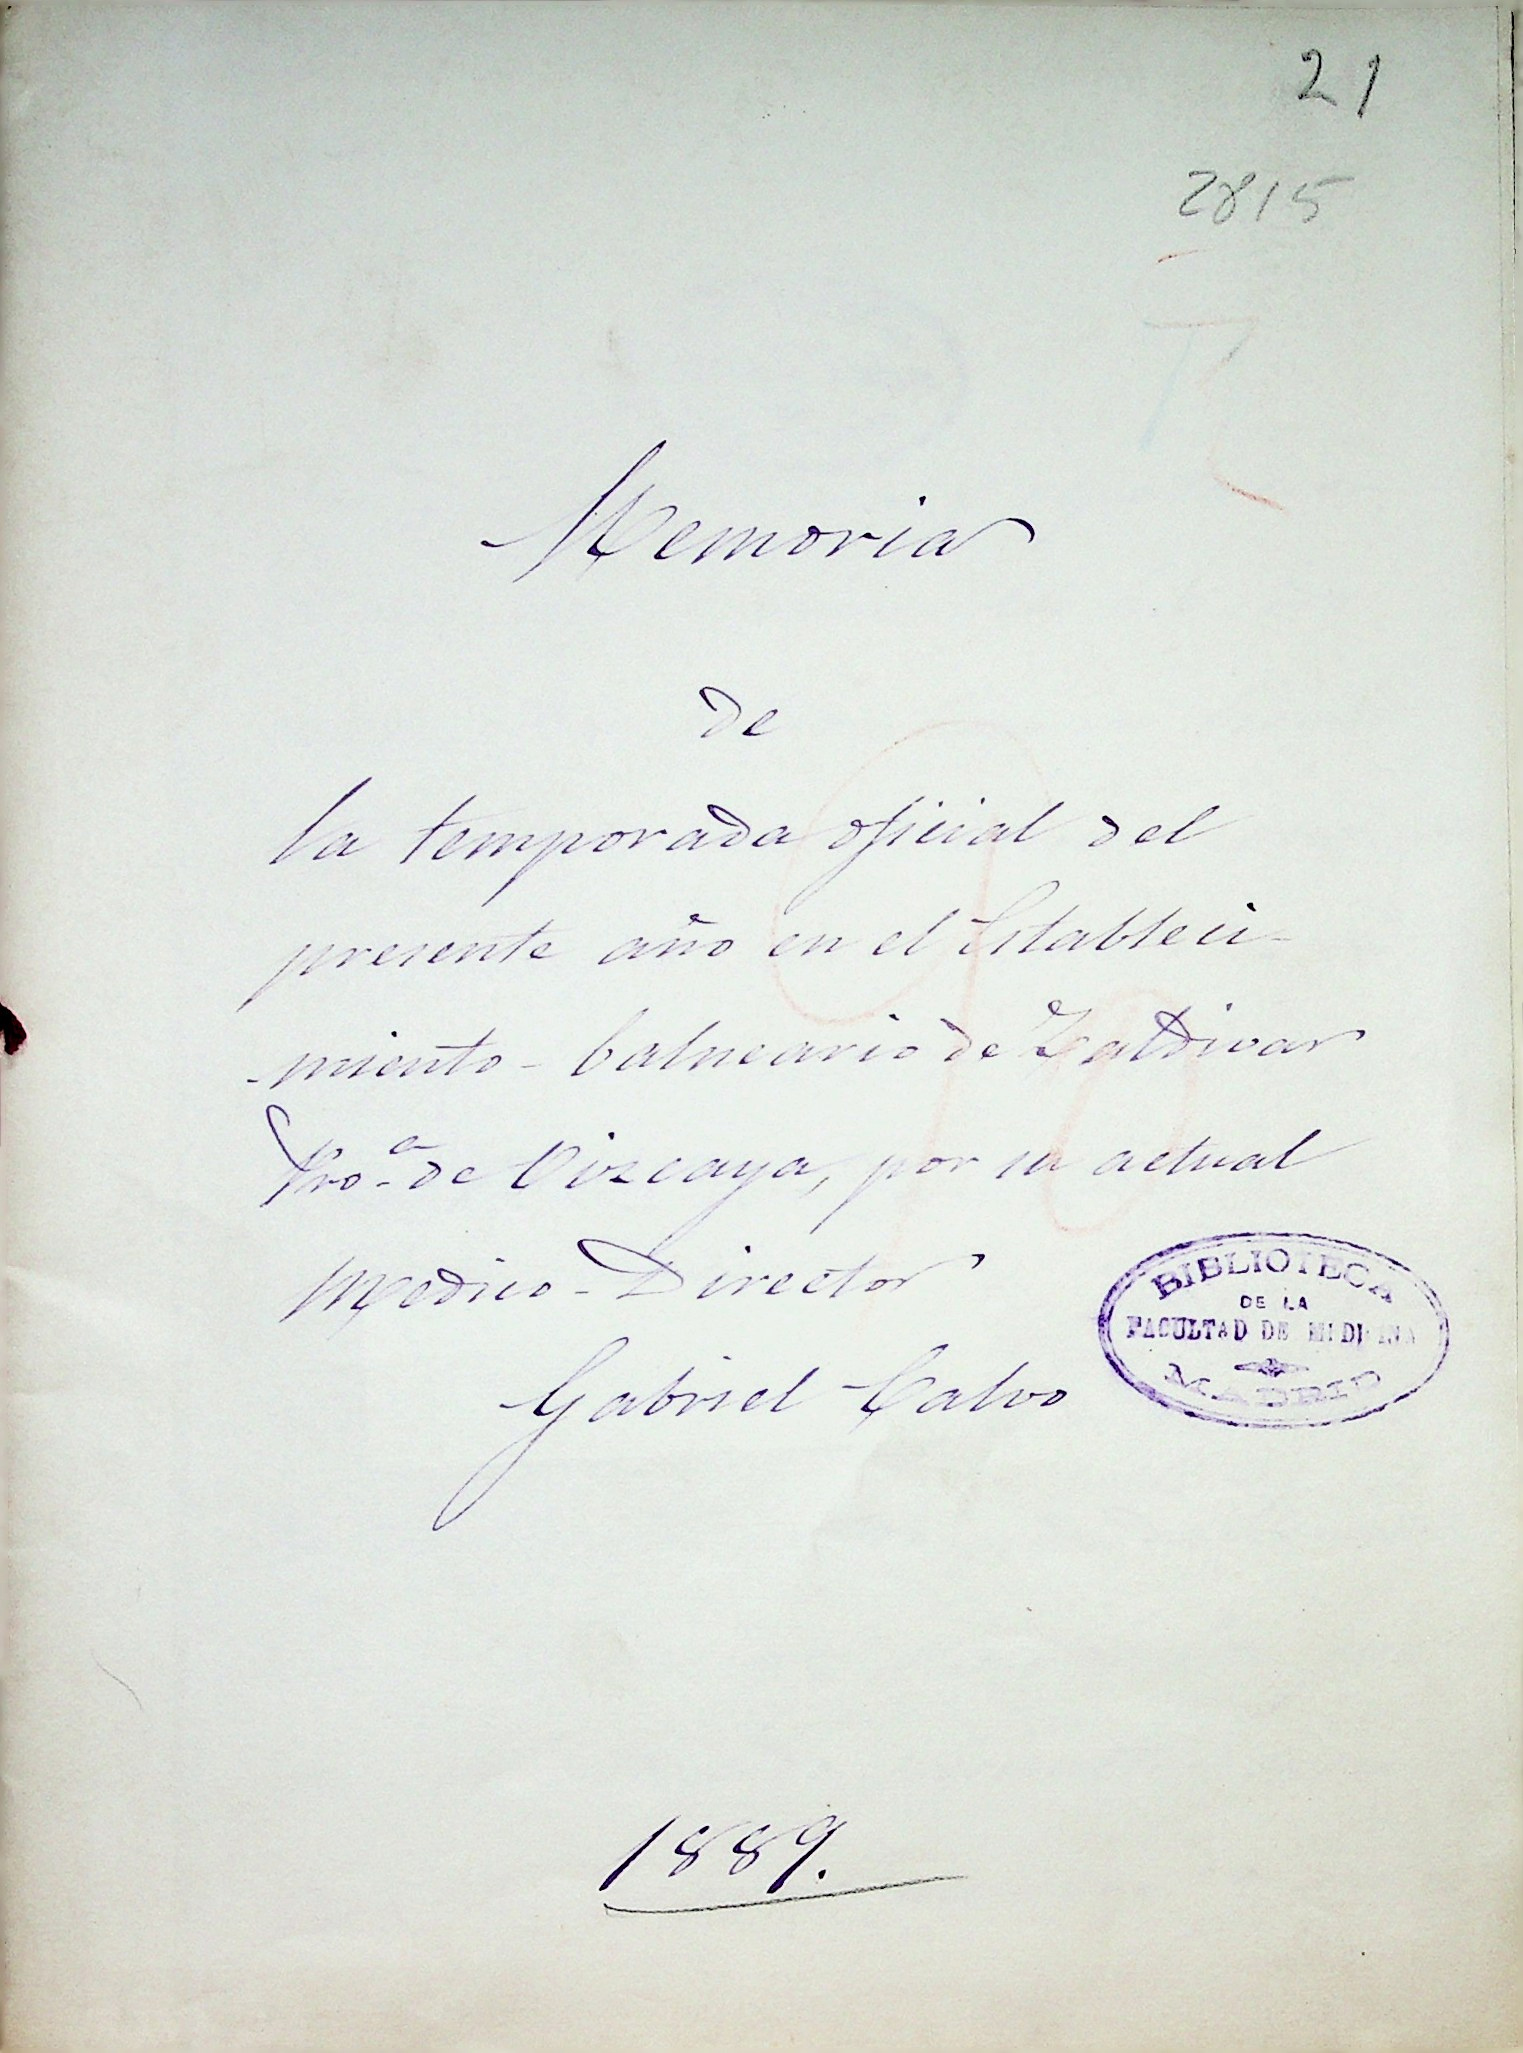 21
2815
Memoria
de
la temporada oficial del
presente año en el Estableci-
miento-balneario de Zaldivar
Pro.ª de Vizcaya, por su actual
Medico-Director
Gabriel Calvo
BIBLIOTECA
DE LA
FACULTAD DE MEDICINA
MADRID
1889.